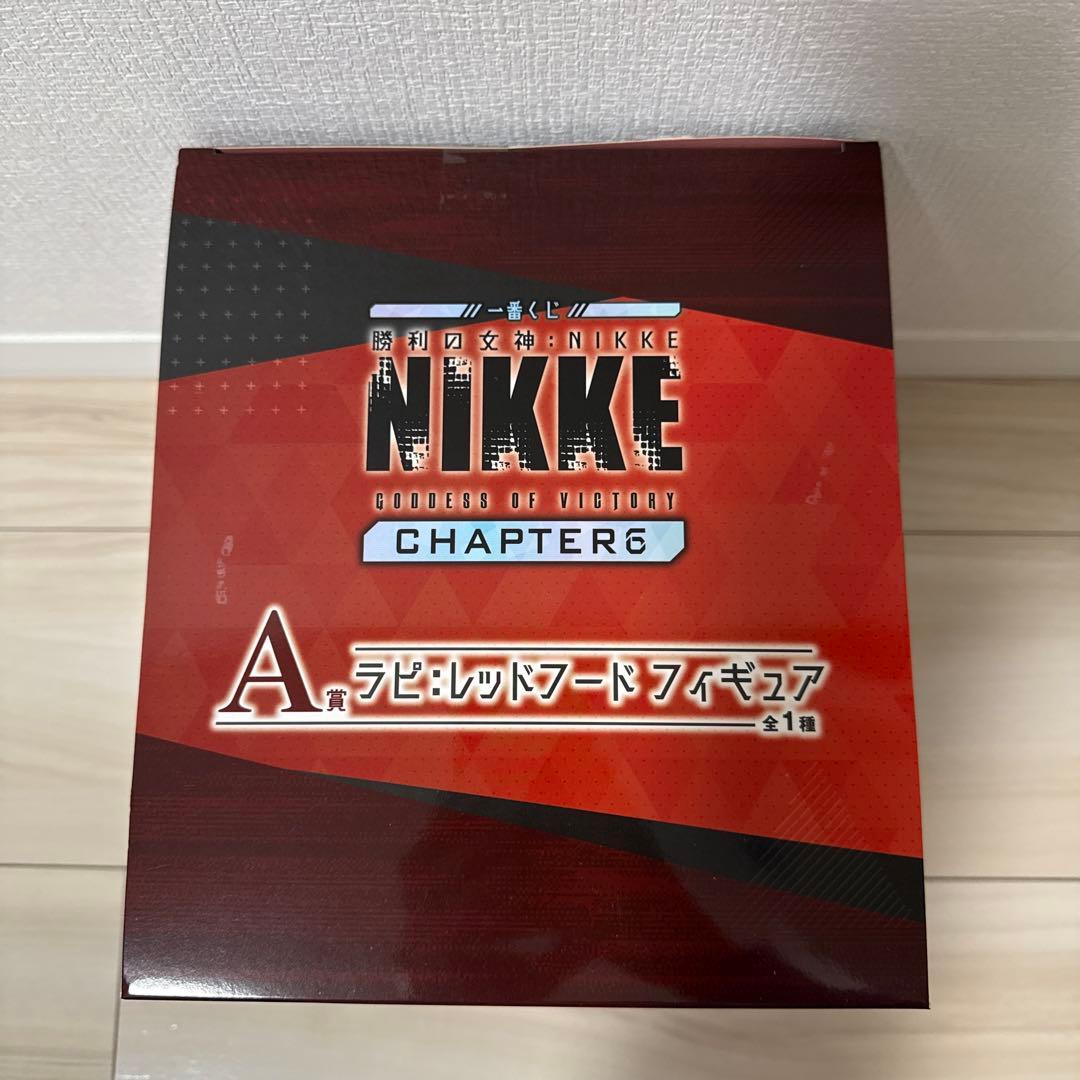 一番くじ
勝利の女神:NIKKE
NIKKE
GODDESS OF VICTORY
CHAPTER6
A賞 ラピ:レッドフード フィギュア
全1種